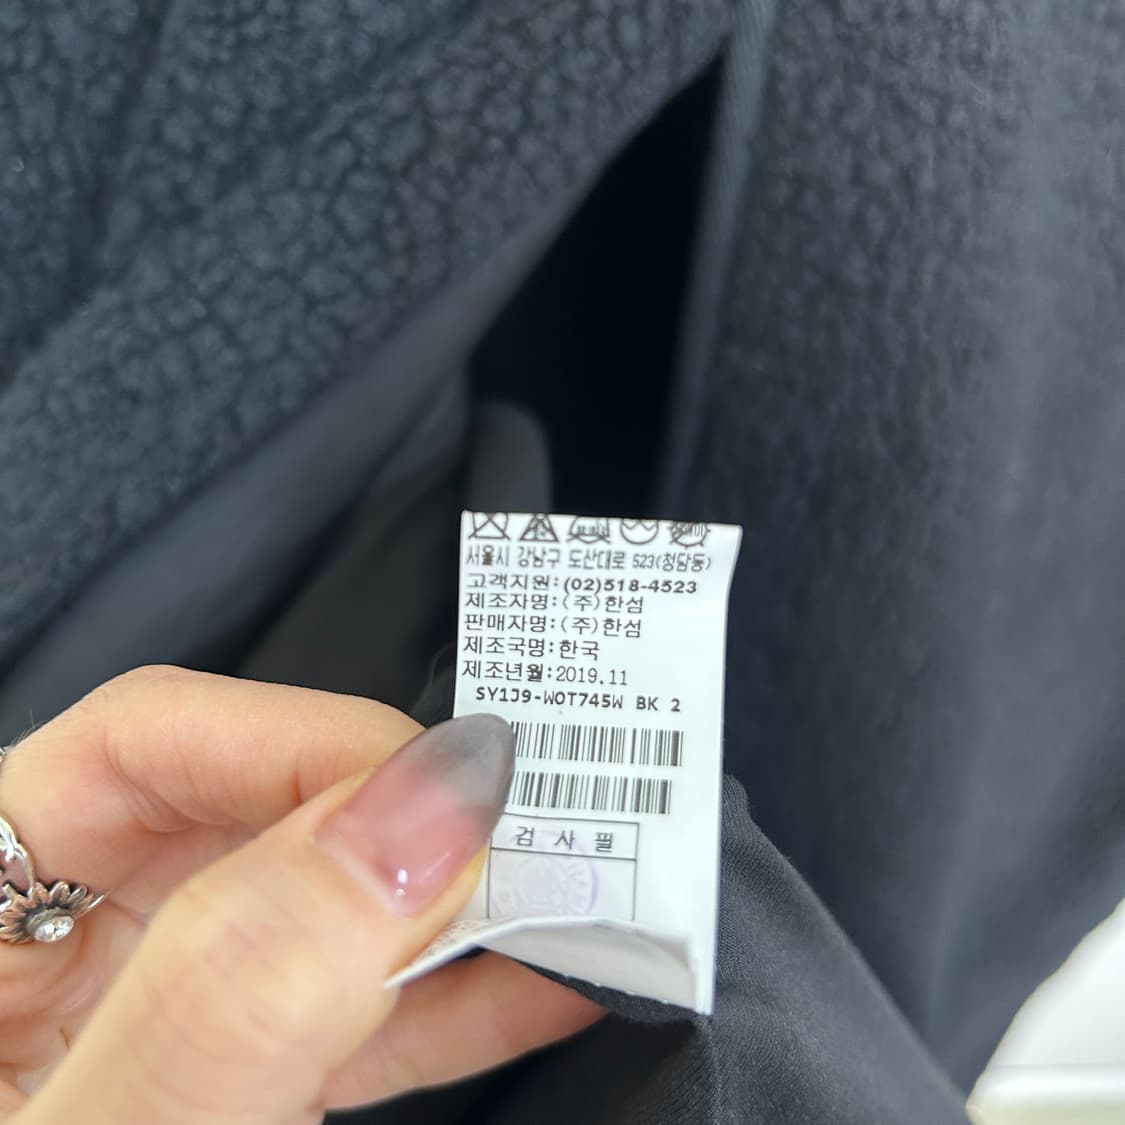 서울시 강남구 도산대로 523(청담동)
고객지원:(02)518-4523
제조자명:(주)한섬
판매자명:(주)한섬
제조국명:한국
제조년월:2019.11
SY1J9-WOT745W BK 2
검 사 필